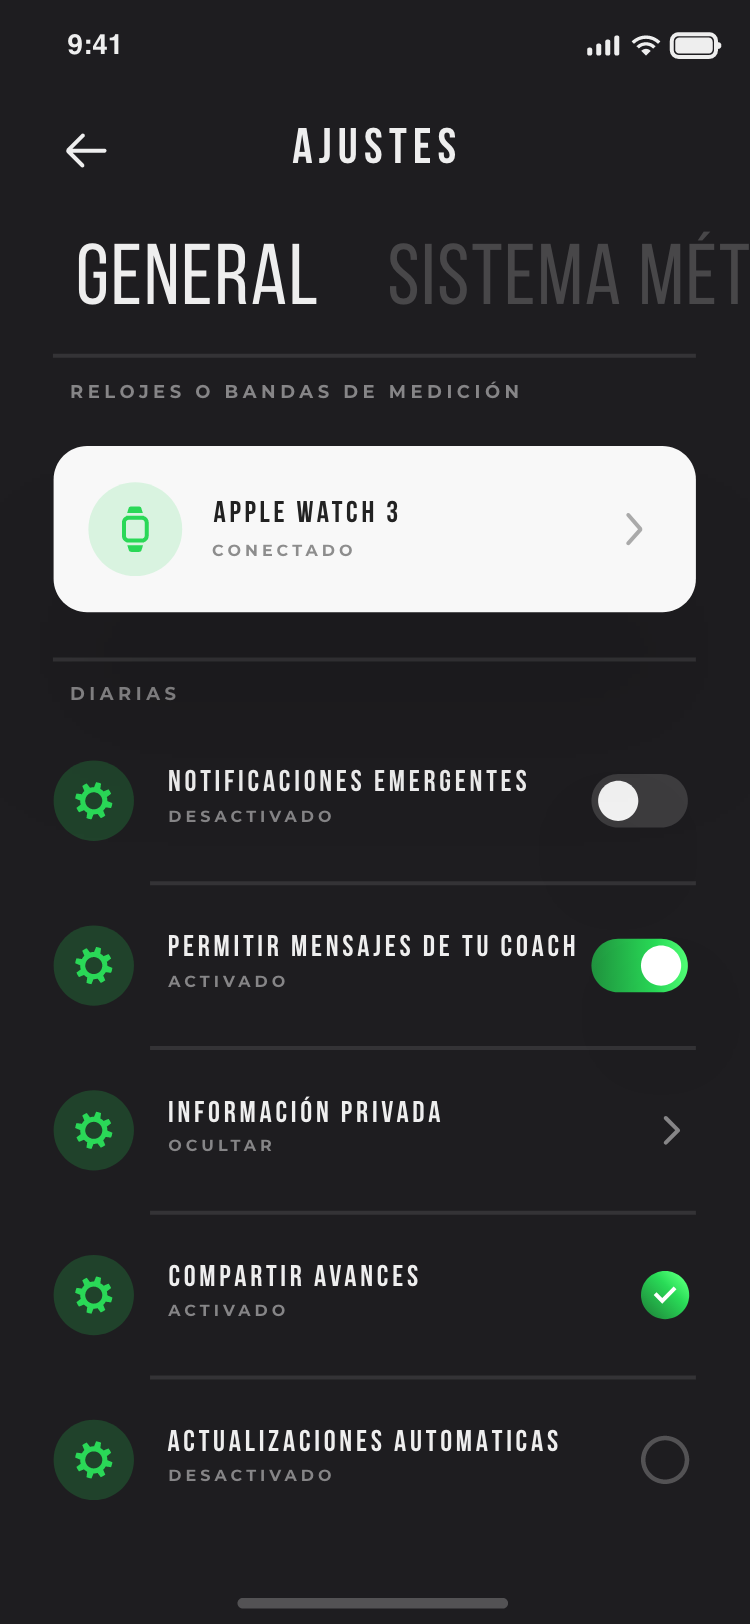 9:41
AJUSTES
GENERAL SISTEMA MÉT
RELOJES O BANDAS DE MEDICIÓN
APPLE WATCH 3
CONECTADO
DIARIAS
NOTIFICACIONES EMERGENTES
DESACTIVADO
PERMITIR MENSAJES DE TU COACH
ACTIVADO
INFORMACIÓN PRIVADA
OCULTAR
COMPARTIR AVANCES
ACTIVADO
ACTUALIZACIONES AUTOMATICAS
DESACTIVADO